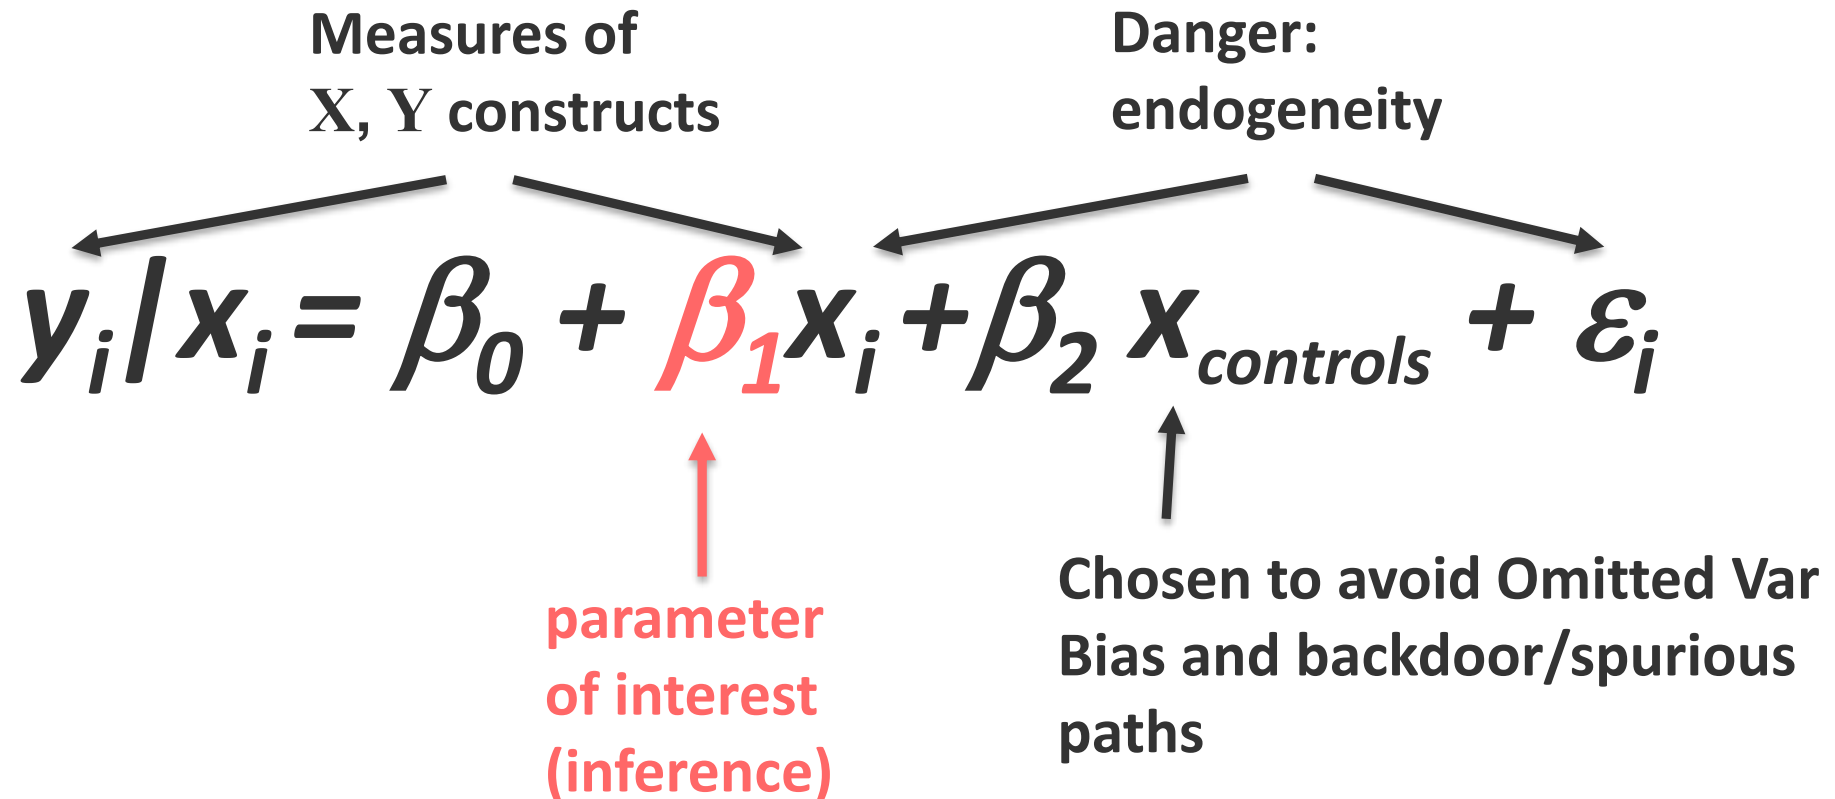 Measures of
X, Y constructs
Danger:
endogeneity
yᵢ|xᵢ = β₀ + β₁xᵢ+β₂ x_controls + εᵢ
parameter
of interest
(inference)
Chosen to avoid Omitted Var
Bias and backdoor/spurious
paths